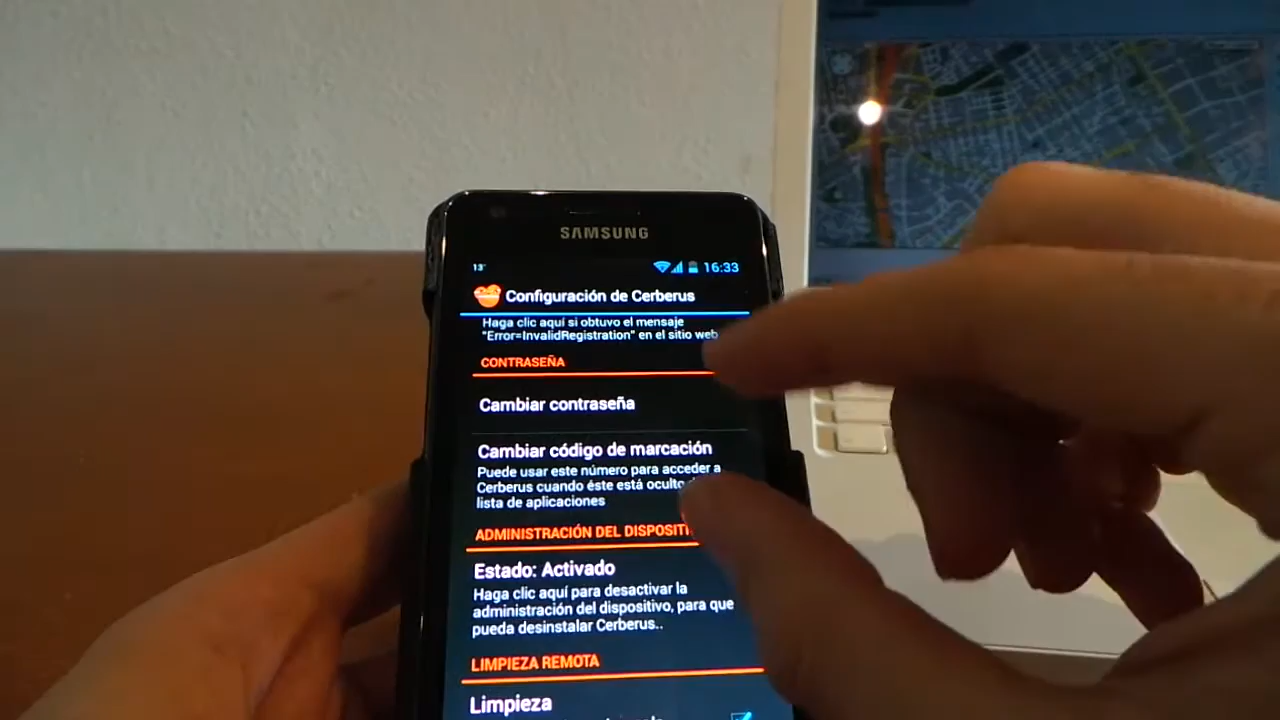 SAMSUNG
13°
16:33
Configuración de Cerberus
Haga clic aquí si obtuvo el mensaje
"Error=InvalidRegistration" en el sitio web
CONTRASEÑA
Cambiar contraseña
Cambiar código de marcación
Puede usar este número para acceder a
Cerberus cuando éste está oculto
lista de aplicaciones
ADMINISTRACIÓN DEL
Estado: Activado
Haga clic aquí para desactivar la
administración del dispositivo, para que
pueda desinstalar Cerberus..
LIMPIEZA REMOTA
Limpieza